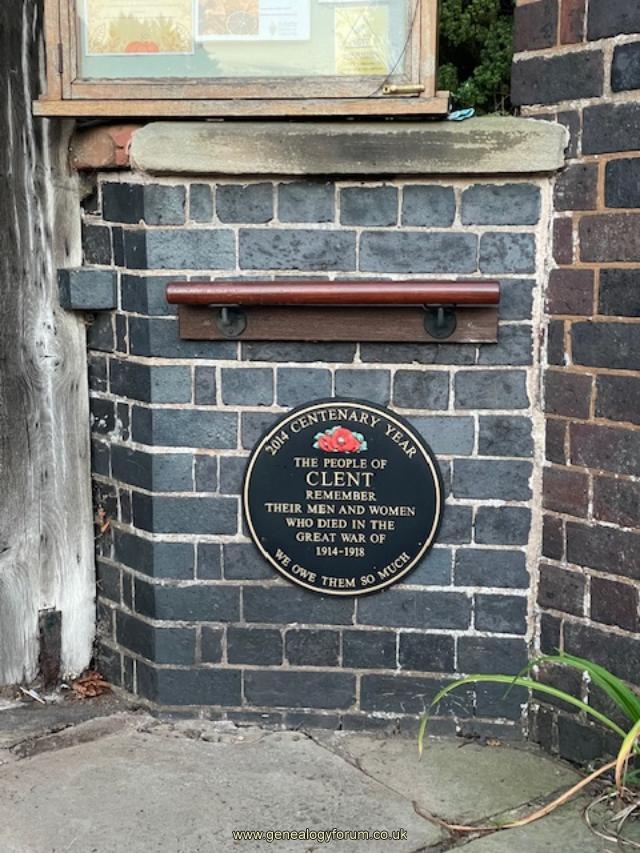 2014 CENTENARY YEAR
THE PEOPLE OF
CLENT
REMEMBER
THEIR MEN AND WOMEN
WHO DIED IN THE
GREAT WAR OF
1914-1918
WE OWE THEM SO MUCH
www.genealogyforum.co.uk